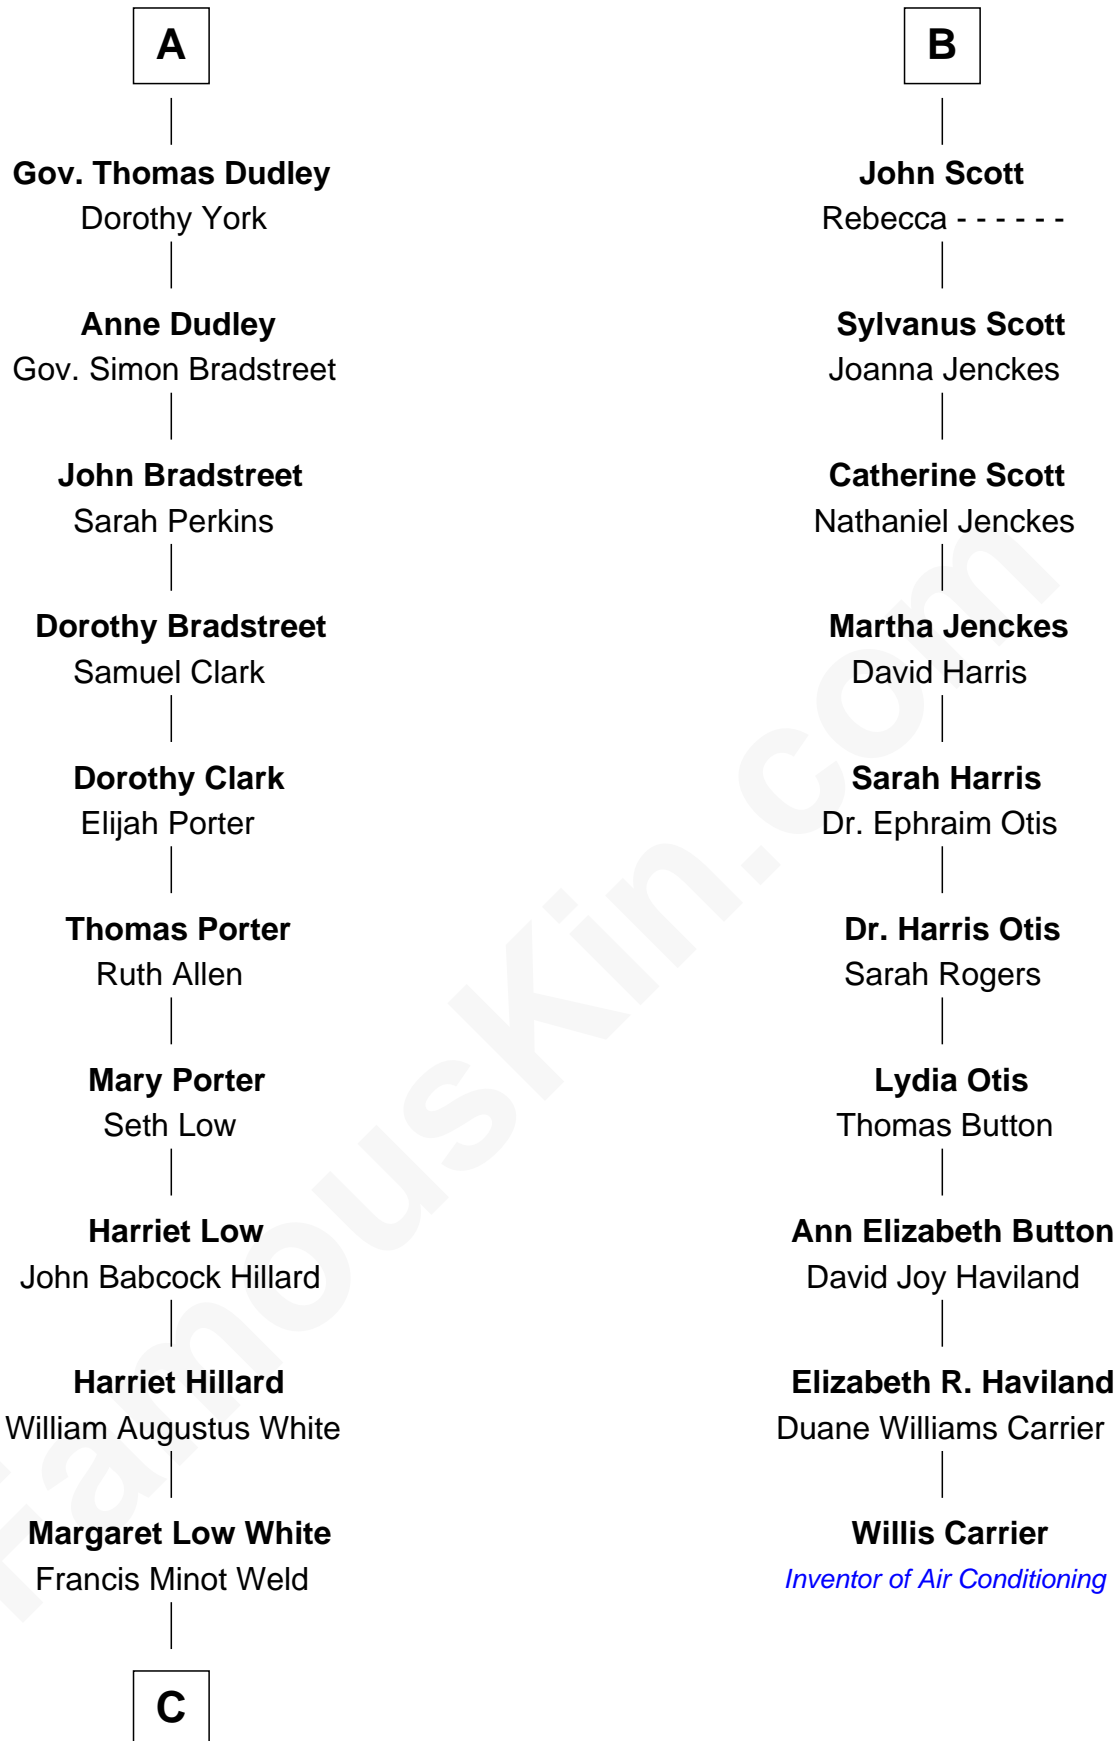 A
Gov. Thomas Dudley
Dorothy York
Anne Dudley
Gov. Simon Bradstreet
John Bradstreet
Sarah Perkins
Dorothy Bradstreet
Samuel Clark
Dorothy Clark
Elijah Porter
Thomas Porter
Ruth Allen
Mary Porter
Seth Low
Harriet Low
John Babcock Hillard
Harriet Hillard
William Augustus White
Margaret Low White
Francis Minot Weld
C
B
John Scott
Rebecca - - - - - -
Sylvanus Scott
Joanna Jenckes
Catherine Scott
Nathaniel Jenckes
Martha Jenckes
David Harris
Sarah Harris
Dr. Ephraim Otis
Dr. Harris Otis
Sarah Rogers
Lydia Otis
Thomas Button
Ann Elizabeth Button
David Joy Haviland
Elizabeth R. Haviland
Duane Williams Carrier
Willis Carrier
Inventor of Air Conditioning
FamousKin.com